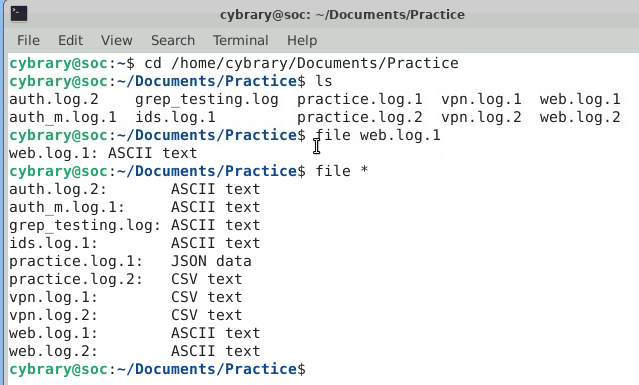 cybrary@soc: ~/Documents/Practice
File Edit View Search Terminal Help
cybrary@soc:~$ cd /home/cybrary/Documents/Practice
cybrary@soc:~/Documents/Practice$ ls
auth.log.2    grep_testing.log  practice.log.1  vpn.log.1  web.log.1
auth_m.log.1  ids.log.1         practice.log.2  vpn.log.2  web.log.2
cybrary@soc:~/Documents/Practice$ file web.log.1
web.log.1: ASCII text
cybrary@soc:~/Documents/Practice$ file *
auth.log.2:       ASCII text
auth_m.log.1:     ASCII text
grep_testing.log: ASCII text
ids.log.1:        ASCII text
practice.log.1:   JSON data
practice.log.2:   CSV text
vpn.log.1:        CSV text
vpn.log.2:        CSV text
web.log.1:        ASCII text
web.log.2:        ASCII text
cybrary@soc:~/Documents/Practice$